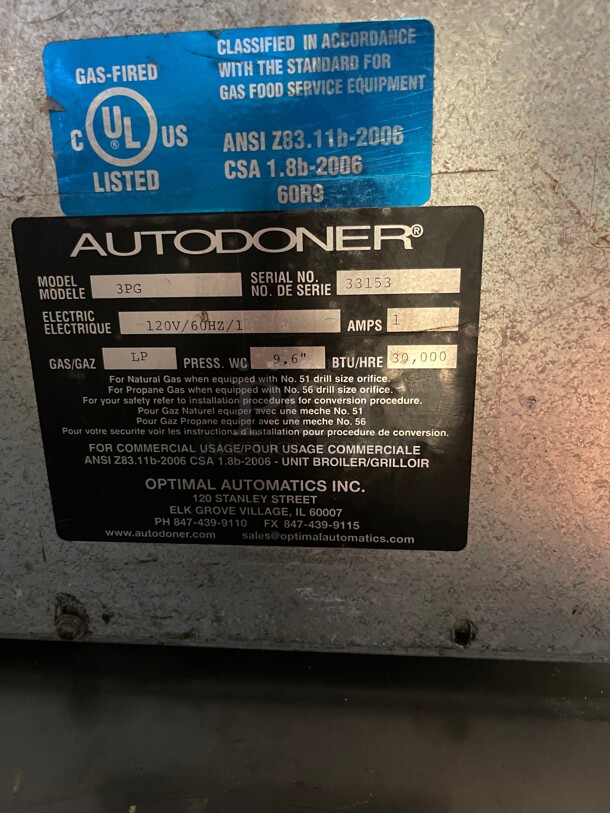 GAS-FIRED
C UL US
®
LISTED
CLASSIFIED IN ACCORDANCE
WITH THE STANDARD FOR
GAS FOOD SERVICE EQUIPMENT
ANSI Z83.11b-2006
CSA 1.8b-2006
60R9
AUTODONER®
MODEL 3PG SERIAL NO. 33153
MODÈLE NO. DE SÉRIE
ELECTRIC 120V/60HZ/1 AMPS 1
ELECTRIQUE
GAS/GAZ LP PRESS. WC 9.6" BTU/HRE 30,000
For Natural Gas when equipped with No. 51 drill size orifice.
For Propane Gas when equipped with No. 56 drill size orifice.
For your safety refer to installation procedures for conversion procedure.
Pour Gaz Naturel equiper avec une meche No. 51
Pour Gaz Propane equiper avec une meche No. 56
Pour votre securite voir les instructions d'installation pour procedure de conversion.
FOR COMMERCIAL USAGE/POUR USAGE COMMERCIALE
ANSI Z83.11b-2006 CSA 1.8b-2006 - UNIT BROILER/GRILLOIR
OPTIMAL AUTOMATICS INC.
120 STANLEY STREET
ELK GROVE VILLAGE, IL 60007
PH 847-439-9110 FX 847-439-9115
www.autodoner.com sales@optimalautomatics.com